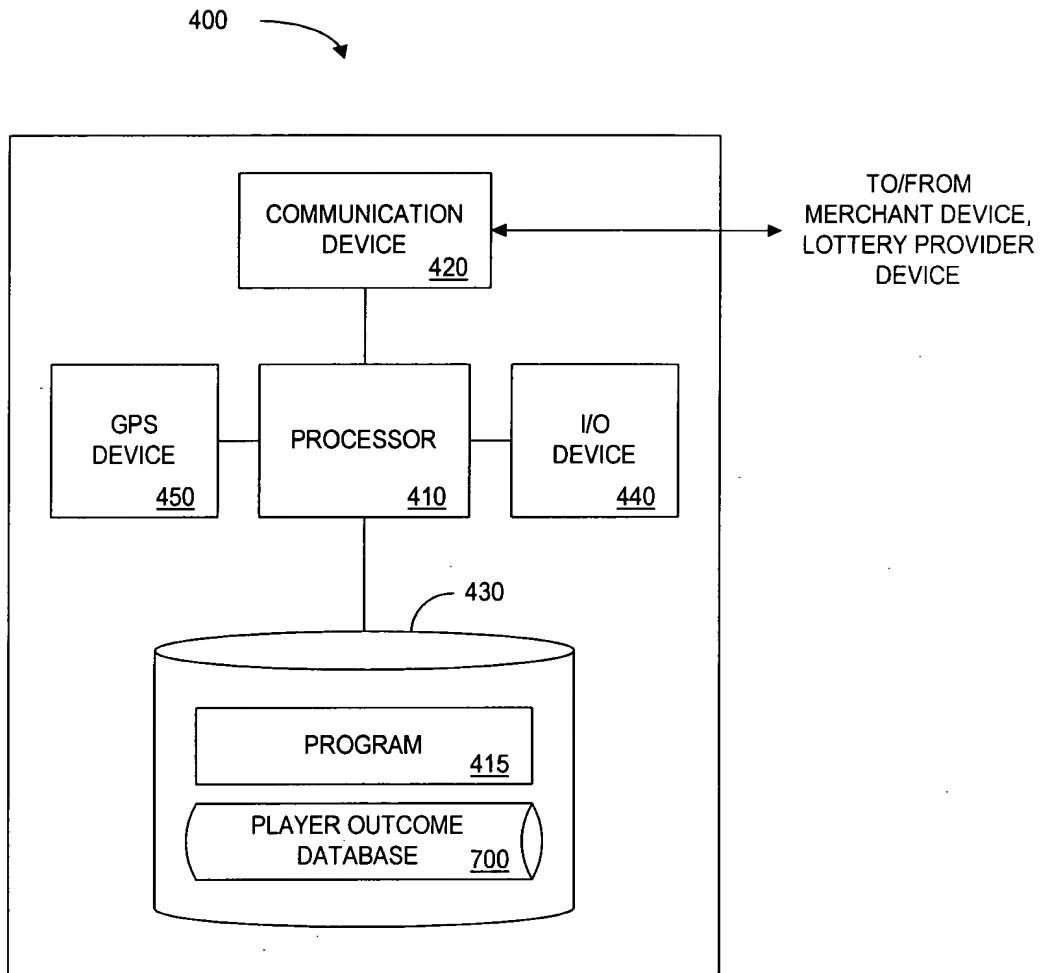 400
COMMUNICATION
DEVICE
420
TO/FROM
MERCHANT DEVICE,
LOTTERY PROVIDER
DEVICE
GPS
DEVICE
450
PROCESSOR
410
I/O
DEVICE
440
430
PROGRAM
415
PLAYER OUTCOME
DATABASE
700